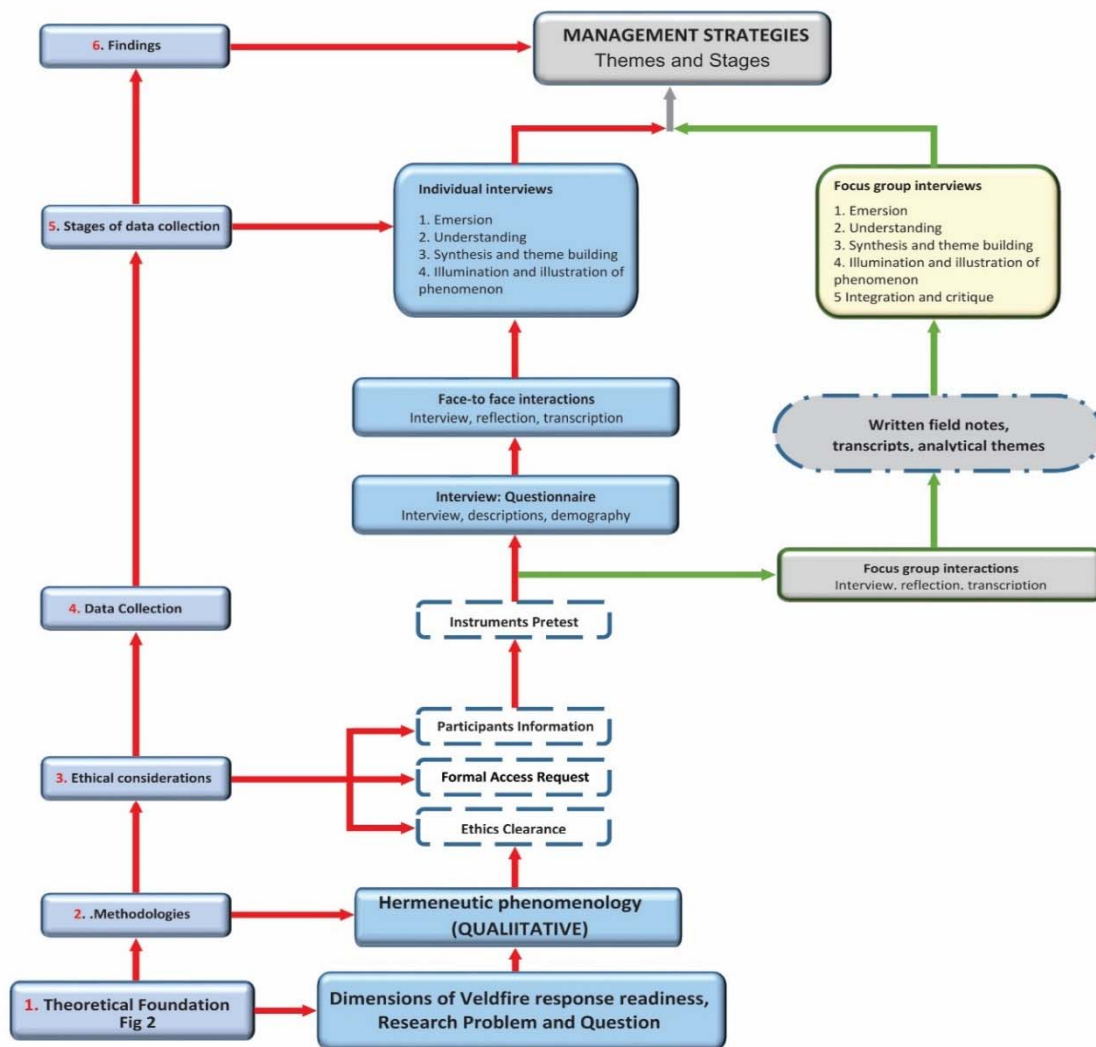 6. Findings
MANAGEMENT STRATEGIES
Themes and Stages
5. Stages of data collection
Individual interviews
1. Emersion
2. Understanding
3. Synthesis and theme building
4. Illumination and illustration of
phenomenon
Focus group interviews
1. Emersion
2. Understanding
3. Synthesis and theme building
4. Illumination and illustration of
phenomenon
5 Integration and critique
Face-to face interactions
Interview, reflection, transcription
Written field notes,
transcripts, analytical themes
Interview: Questionnaire
Interview, descriptions, demography
Focus group interactions
Interview, reflection, transcription
4. Data Collection
Instruments Pretest
Participants Information
3. Ethical considerations
Formal Access Request
Ethics Clearance
2. .Methodologies
Hermeneutic phenomenology
(QUALIITATIVE)
1. Theoretical Foundation
Fig 2
Dimensions of Veldfire response readiness,
Research Problem and Question